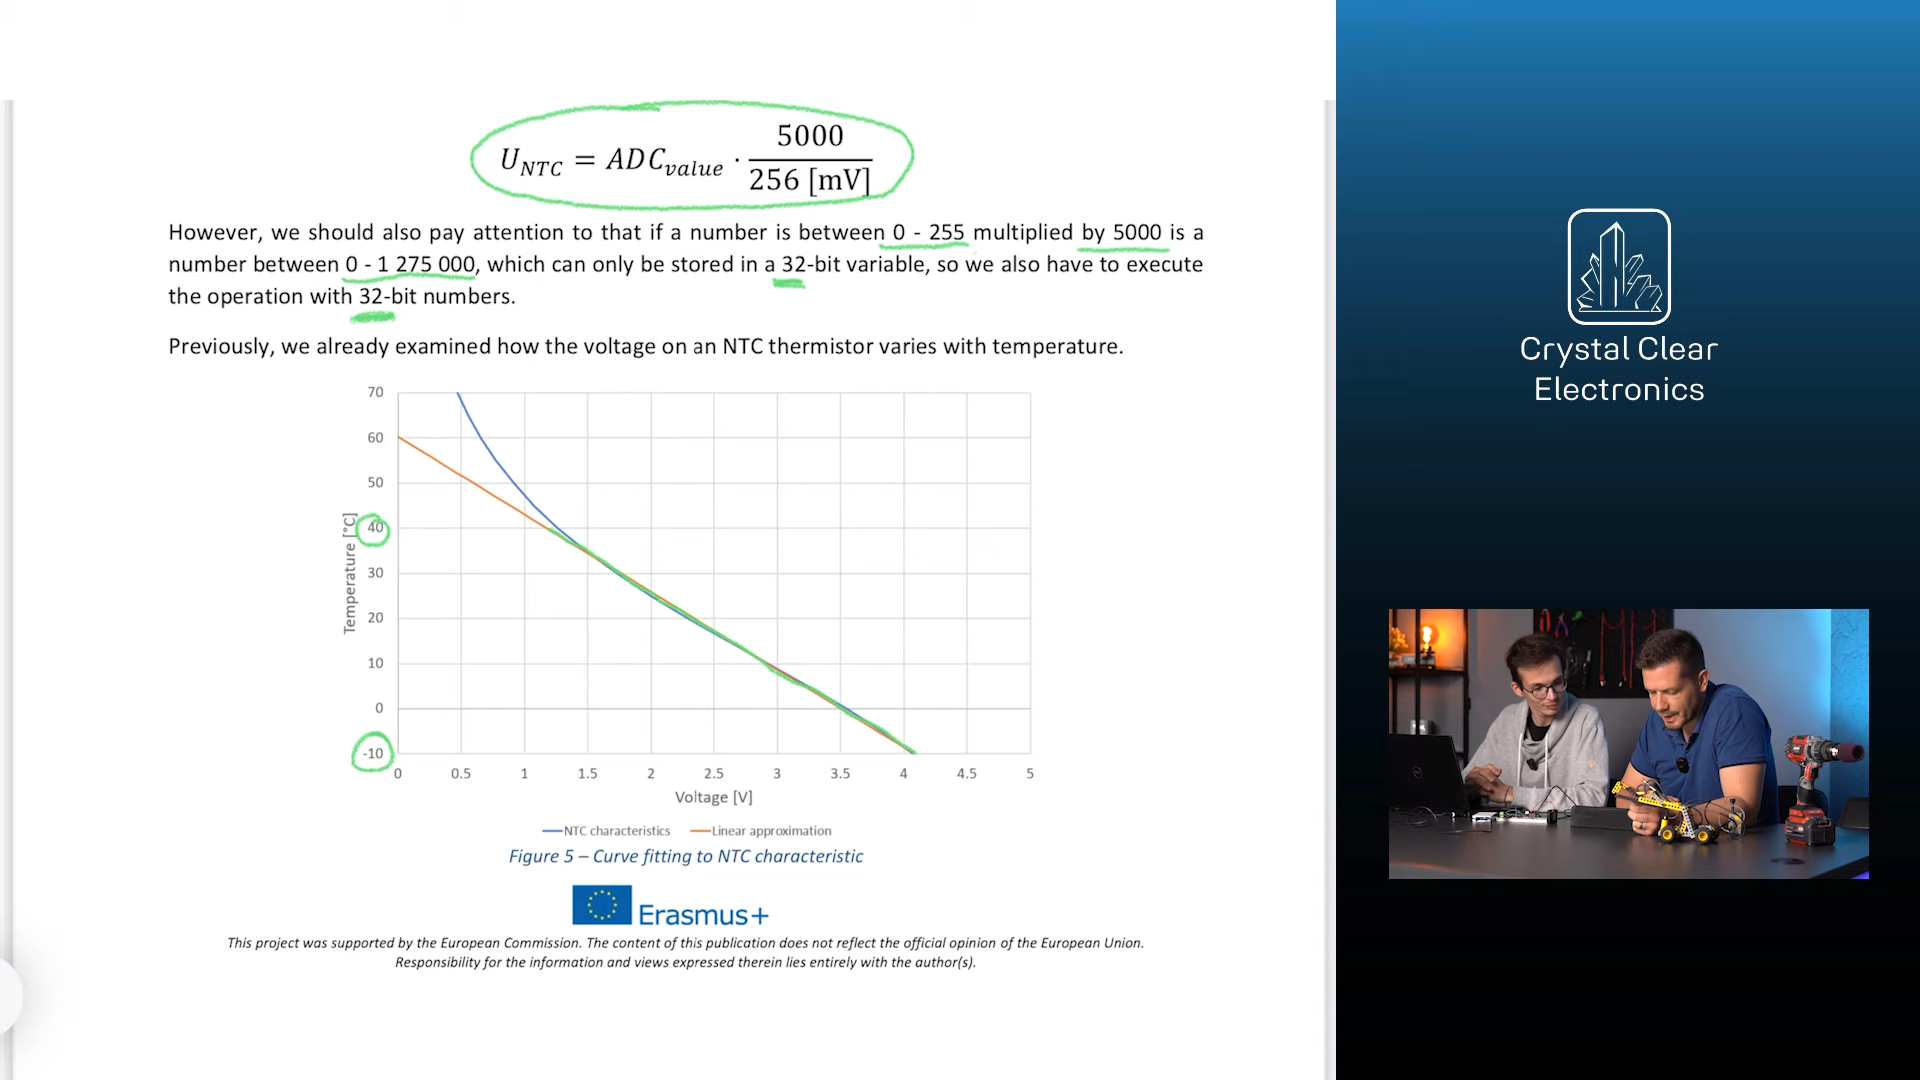 5000
U_NTC = ADC_value · ———
256 [mV]
However, we should also pay attention to that if a number is between 0 - 255 multiplied by 5000 is a
number between 0 - 1 275 000, which can only be stored in a 32-bit variable, so we also have to execute
the operation with 32-bit numbers.
Previously, we already examined how the voltage on an NTC thermistor varies with temperature.
70
60
50
40
30
20
10
0
-10
Temperature [°C]
0 0.5 1 1.5 2 2.5 3 3.5 4 4.5 5
Voltage [V]
NTC characteristics Linear approximation
Figure 5 – Curve fitting to NTC characteristic
Erasmus+
This project was supported by the European Commission. The content of this publication does not reflect the official opinion of the European Union.
Responsibility for the information and views expressed therein lies entirely with the author(s).
Crystal Clear
Electronics